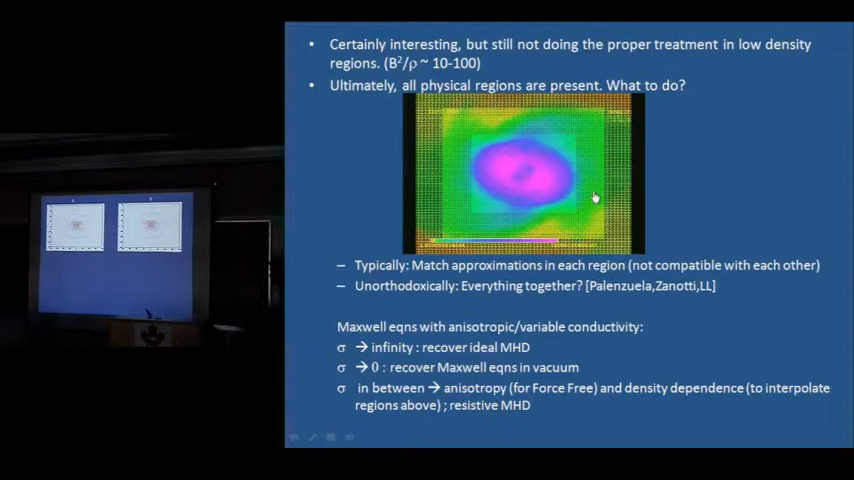 • Certainly interesting, but still not doing the proper treatment in low density
regions. (B²/ρ ~ 10-100)
• Ultimately, all physical regions are present. What to do?
– Typically: Match approximations in each region (not compatible with each other)
– Unorthodoxically: Everything together? [Palenzuela,Zanotti,LL]
Maxwell eqns with anisotropic/variable conductivity:
σ → infinity : recover ideal MHD
σ → 0 : recover Maxwell eqns in vacuum
σ in between → anisotropy (for Force Free) and density dependence (to interpolate
regions above) ; resistive MHD